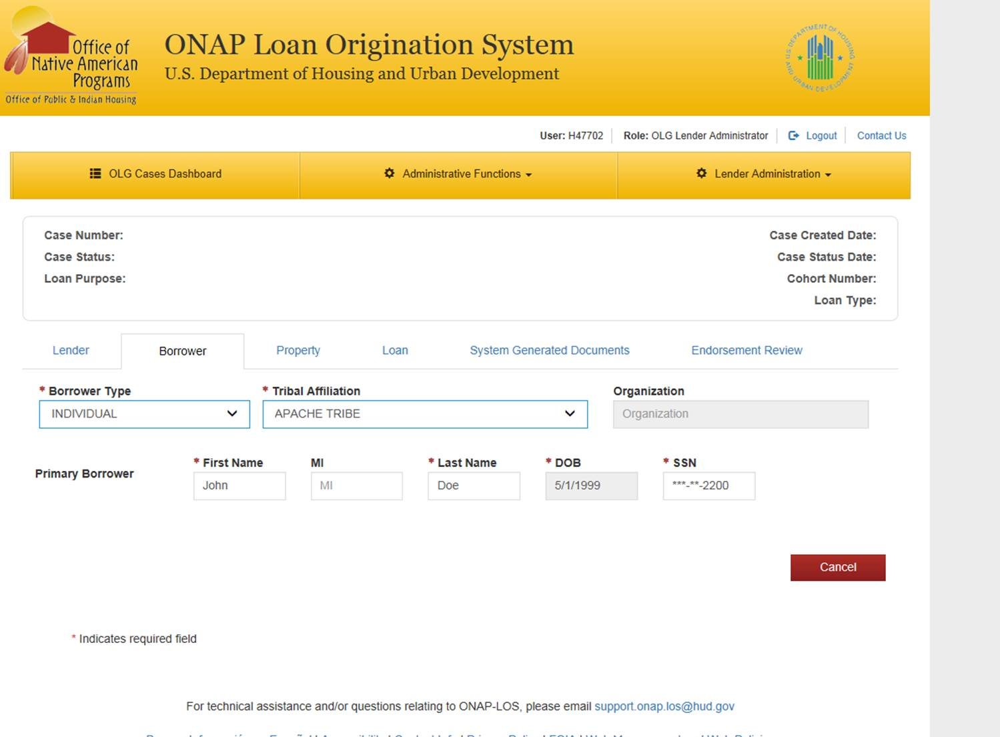 Office of
Native American
Programs
Office of Public & Indian Housing
ONAP Loan Origination System
U.S. Department of Housing and Urban Development
U.S. DEPARTMENT OF HOUSING AND URBAN DEVELOPMENT
User: H47702 Role: OLG Lender Administrator Logout Contact Us
OLG Cases Dashboard Administrative Functions Lender Administration
Case Number: Case Created Date:
Case Status: Case Status Date:
Loan Purpose: Cohort Number:
Loan Type:
Lender Borrower Property Loan System Generated Documents Endorsement Review
* Borrower Type * Tribal Affiliation Organization
INDIVIDUAL APACHE TRIBE Organization
* First Name MI * Last Name * DOB * SSN
Primary Borrower John MI Doe 5/1/1999 ***-**-2200
Cancel
* Indicates required field
For technical assistance and/or questions relating to ONAP-LOS, please email support.onap.los@hud.gov